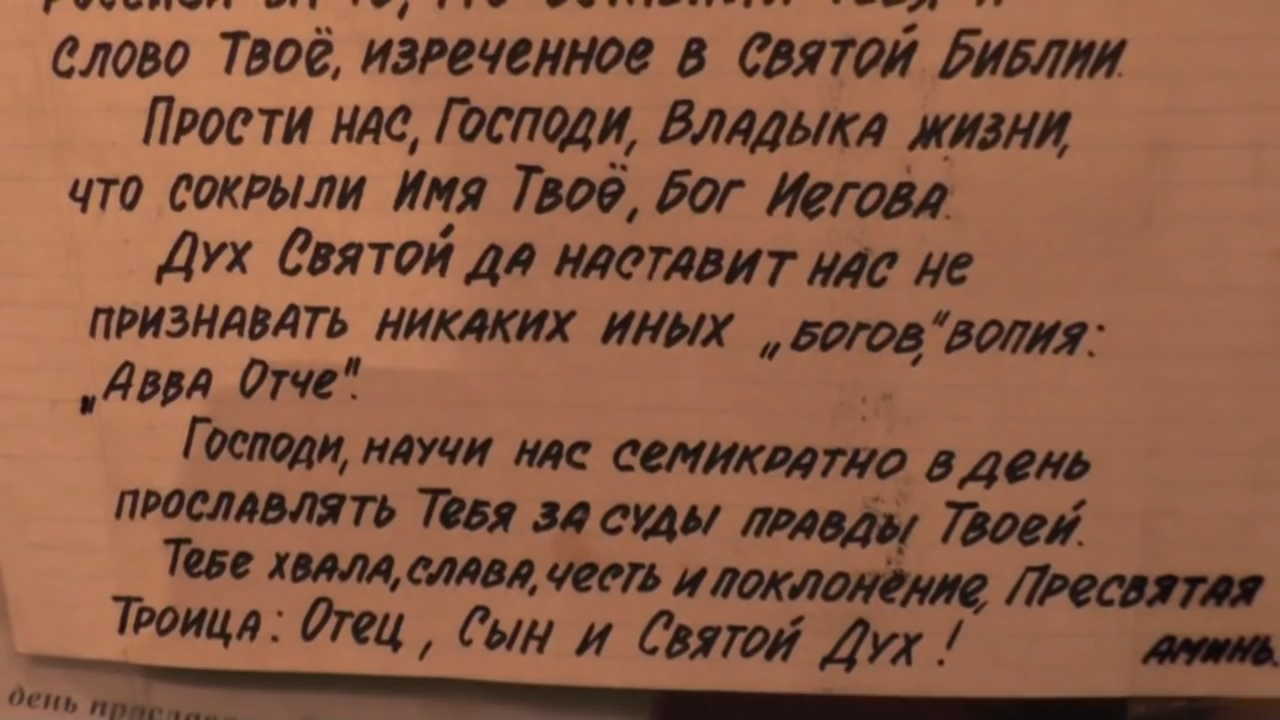 Слово Твоё, изреченное в Святой Библии.
Прости нас, Господи, Владыка жизни,
что сокрыли Имя Твоё, Бог Иегова.
Дух Святой да наставит нас не
признавать никаких иных „богов,“ вопия:
„Авва Отче".
Господи, научи нас семикратно в день
прославлять Тебя за суды правды Твоей.
Тебе хвала, слава, честь и поклонение, Пресвятая
Троица: Отец, Сын и Святой Дух!
аминь.
день